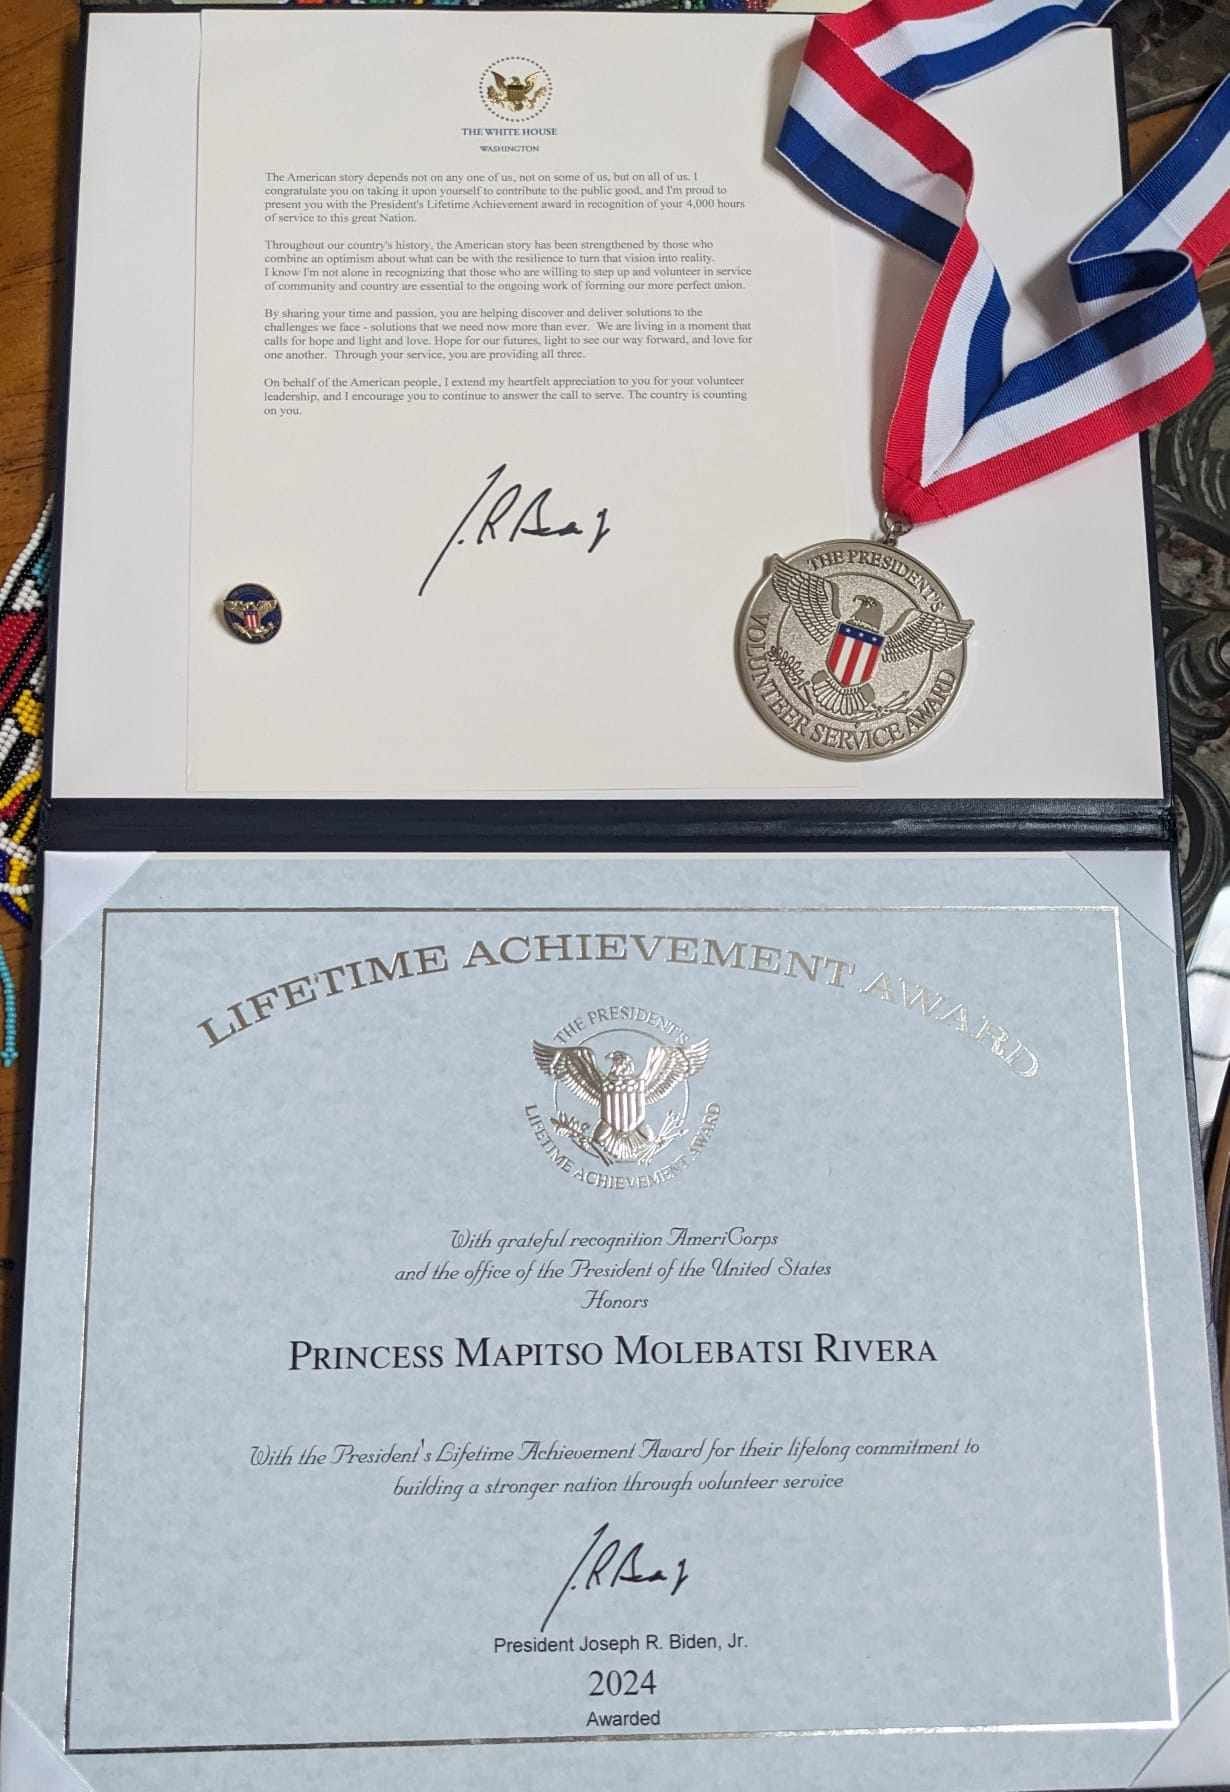 THE WHITE HOUSE
WASHINGTON
The American story depends not on any one of us, not on some of us, but on all of us. I
congratulate you on taking it upon yourself to contribute to the public good, and I'm proud to
present you with the President's Lifetime Achievement award in recognition of your 4,000 hours
of service to this great Nation.
Throughout our country's history, the American story has been strengthened by those who
combine an optimism about what can be with the resilience to turn that vision into reality.
I know I'm not alone in recognizing that those who are willing to step up and volunteer in service
of community and country are essential to the ongoing work of forming our more perfect union.
By sharing your time and passion, you are helping discover and deliver solutions to the
challenges we face - solutions that we need now more than ever. We are living in a moment that
calls for hope and light and love. Hope for our futures, light to see our way forward, and love for
one another. Through your service, you are providing all three.
On behalf of the American people, I extend my heartfelt appreciation to you for your volunteer
leadership, and I encourage you to continue to answer the call to serve. The country is counting
on you.
THE PRESIDENT'S
VOLUNTEER SERVICE AWARD
LIFETIME ACHIEVEMENT AWARD
THE PRESIDENT'S
LIFETIME ACHIEVEMENT AWARD
With grateful recognition AmeriCorps
and the office of the President of the United States
Honors
PRINCESS MAPITSO MOLEBATSI RIVERA
With the President's Lifetime Achievement Award for their lifelong commitment to
building a stronger nation through volunteer service
President Joseph R. Biden, Jr.
2024
Awarded